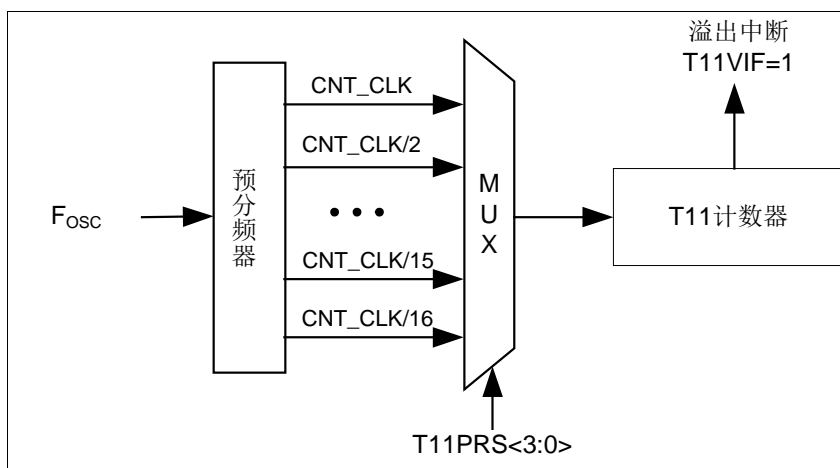 溢出中断
T11VIF=1
CNT_CLK
CNT_CLK/2
预分频器
MUX
FOSC
T11计数器
CNT_CLK/15
CNT_CLK/16
T11PRS<3:0>